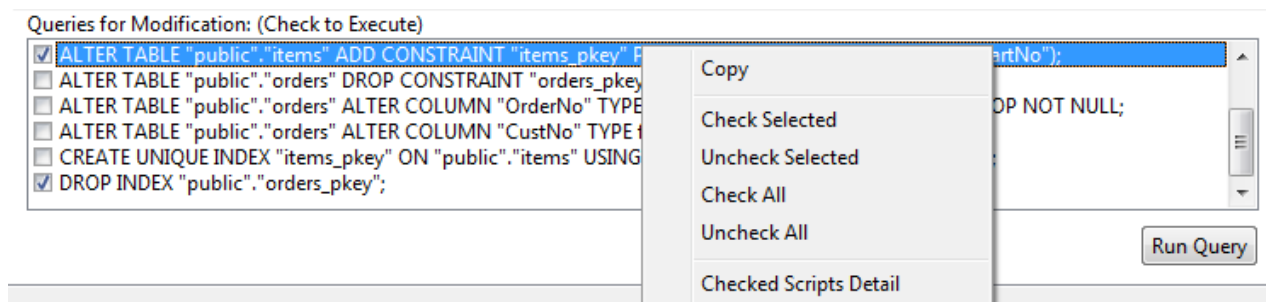 Queries for Modification: (Check to Execute)
ALTER TABLE "public"."items" ADD CONSTRAINT "items_pkey" P artNo");
ALTER TABLE "public"."orders" DROP CONSTRAINT "orders_pkey
ALTER TABLE "public"."orders" ALTER COLUMN "OrderNo" TYPE OP NOT NULL;
ALTER TABLE "public"."orders" ALTER COLUMN "CustNo" TYPE f
CREATE UNIQUE INDEX "items_pkey" ON "public"."items" USING ;
DROP INDEX "public"."orders_pkey";
Copy
Check Selected
Uncheck Selected
Check All
Uncheck All
Checked Scripts Detail
Run Query